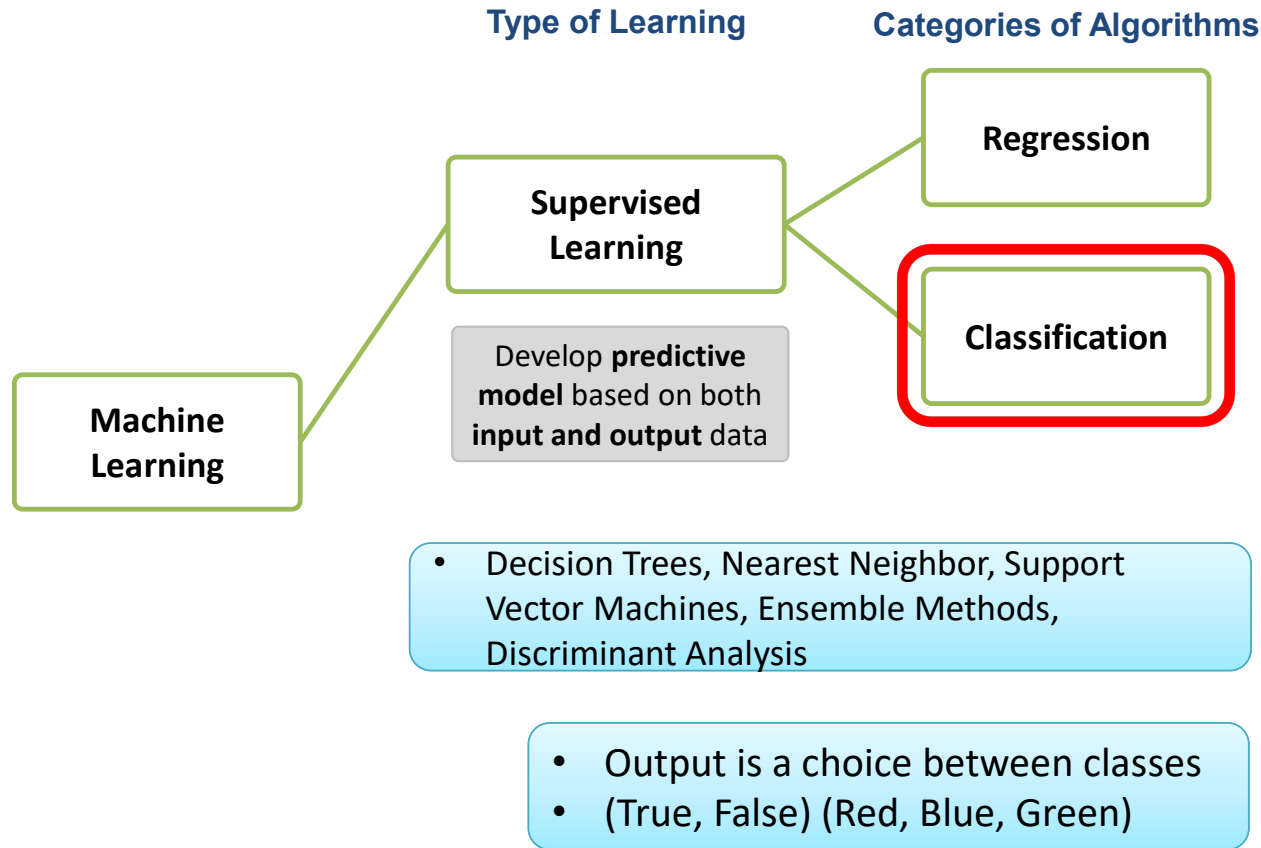 Type of Learning
Categories of Algorithms
Regression
Supervised
Learning
Classification
Develop predictive
model based on both
input and output data
Machine
Learning
• Decision Trees, Nearest Neighbor, Support
Vector Machines, Ensemble Methods,
Discriminant Analysis
• Output is a choice between classes
• (True, False) (Red, Blue, Green)